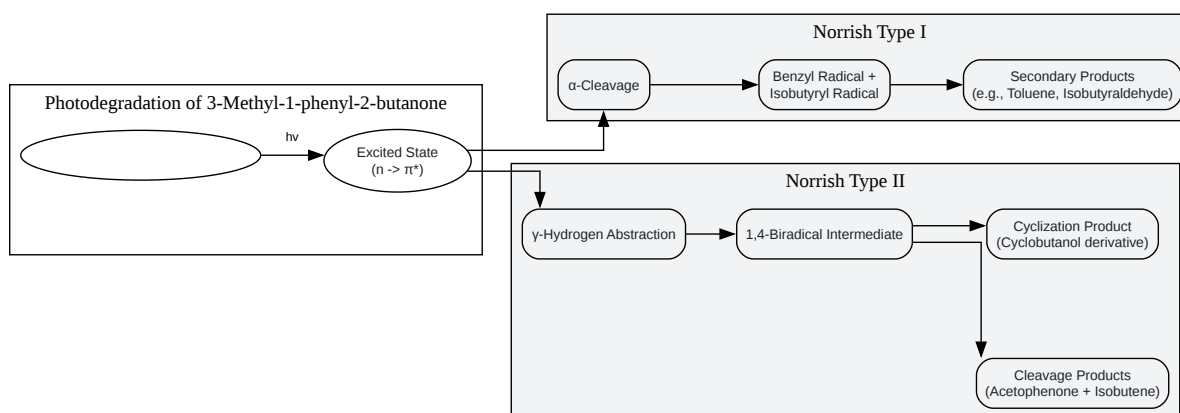 Norrish Type I
α-Cleavage
Benzyl Radical +
Isobutyryl Radical
Secondary Products
(e.g., Toluene, Isobutyraldehyde)
Photodegradation of 3-Methyl-1-phenyl-2-butanone
hv
Excited State
(n -> π*)
Norrish Type II
γ-Hydrogen Abstraction
1,4-Biradical Intermediate
Cyclization Product
(Cyclobutanol derivative)
Cleavage Products
(Acetophenone + Isobutene)